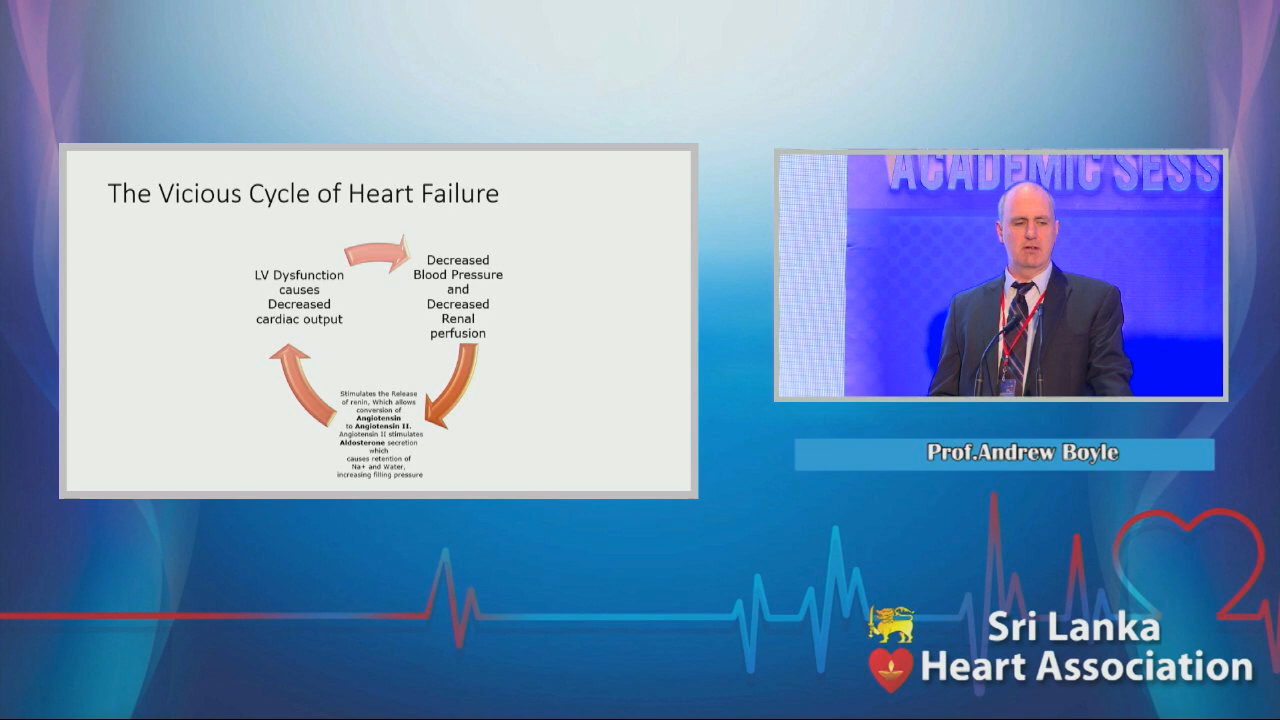 The Vicious Cycle of Heart Failure
LV Dysfunction
causes
Decreased
cardiac output
Decreased
Blood Pressure
and
Decreased
Renal
perfusion
Stimulates the Release
of renin, Which allows
conversion of
Angiotensin
to Angiotensin II.
Angiotensin II stimulates
Aldosterone secretion
which
causes retention of
Na+ and Water,
increasing filling pressure
ACADEMIC SESS
Prof.Andrew Boyle
Sri Lanka
Heart Association